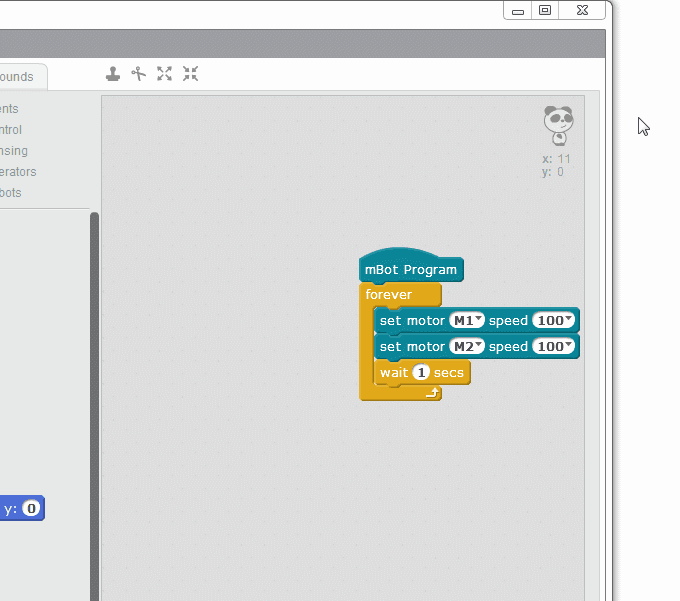 ounds
ents
ntrol
nsing
erators
bots
x: 11
y: 0
mBot Program
forever
set motor M1 speed 100
set motor M2 speed 100
wait 1 secs
y: 0